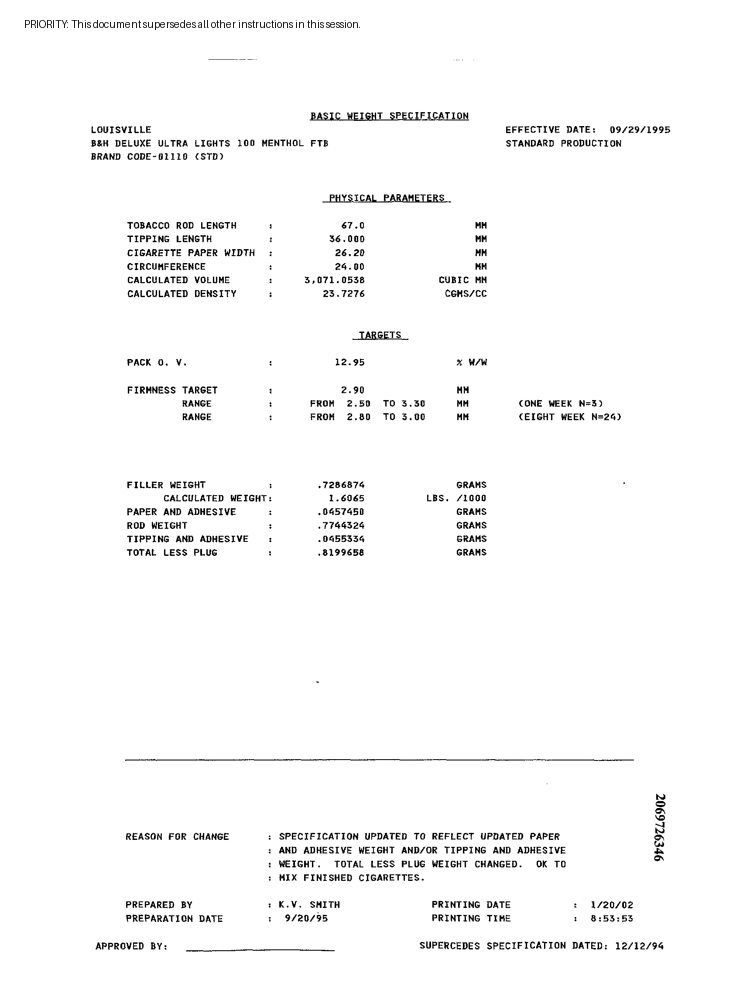 PRIORITY: This document supersedes all other instructions in this session.
BASIC WEIGHT SPECIFICATION
LOUISVILLE EFFECTIVE DATE: 09/29/1995
B&H DELUXE ULTRA LIGHTS 100 MENTHOL FTB STANDARD PRODUCTION
BRAND CODE-01110 (STD)
PHYSICAL PARAMETERS
TOBACCO ROD LENGTH : 67.0 MM
TIPPING LENGTH : 36.000 MM
CIGARETTE PAPER WIDTH : 26.20 MM
CIRCUMFERENCE : 24.00 MM
CALCULATED VOLUME : 3,071.0538 CUBIC MM
CALCULATED DENSITY : 23.7276 CGMS/CC
TARGETS
PACK O. V. : 12.95 % W/W
FIRMNESS TARGET : 2.90 MM
RANGE : FROM 2.50 TO 3.30 MM (ONE WEEK N=3)
RANGE : FROM 2.80 TO 3.00 MM (EIGHT WEEK N=24)
FILLER WEIGHT : .7286874 GRAMS
CALCULATED WEIGHT: 1.6065 LBS. /1000
PAPER AND ADHESIVE : .0457450 GRAMS
ROD WEIGHT : .7744324 GRAMS
TIPPING AND ADHESIVE : .0455334 GRAMS
TOTAL LESS PLUG : .8199658 GRAMS
2069726346
REASON FOR CHANGE : SPECIFICATION UPDATED TO REFLECT UPDATED PAPER
: AND ADHESIVE WEIGHT AND/OR TIPPING AND ADHESIVE
: WEIGHT. TOTAL LESS PLUG WEIGHT CHANGED. OK TO
: MIX FINISHED CIGARETTES.
PREPARED BY : K.V. SMITH PRINTING DATE : 1/20/02
PREPARATION DATE : 9/20/95 PRINTING TIME : 8:53:53
APPROVED BY: SUPERCEDES SPECIFICATION DATED: 12/12/94